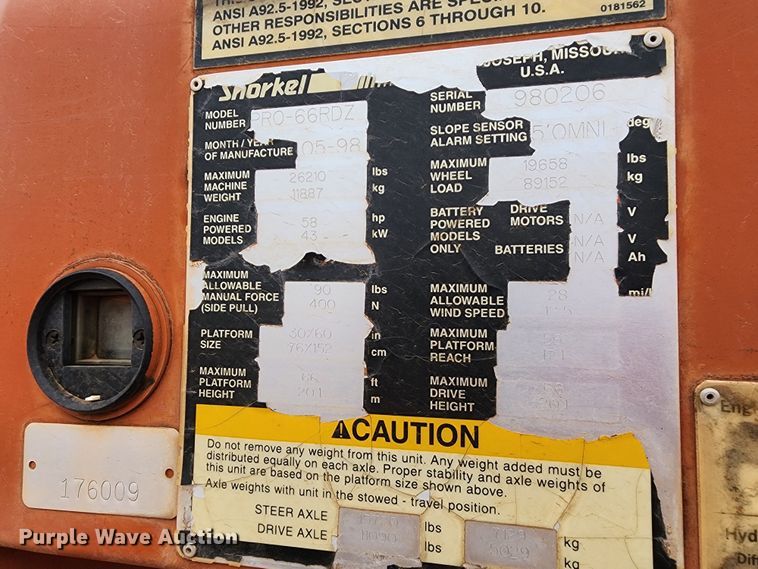 ANSI A92.5-1992,
OTHER RESPONSIBILITIES ARE
ANSI A92.5-1992, SECTIONS 6 THROUGH 10.
0181562
Snorkel
JOSEPH,
U.S.A.
MODEL NUMBER PRO-66RDZ
SERIAL NUMBER 980206
MONTH / YEAR OF MANUFACTURE 05-98
SLOPE SENSOR ALARM SETTING 5°OMNI deg
MAXIMUM MACHINE WEIGHT 26210 lbs
11887 kg
MAXIMUM WHEEL LOAD 19658 lbs
89152 kg
ENGINE POWERED MODELS 58 hp
43 kW
BATTERY POWERED MODELS ONLY
DRIVE MOTORS N/A V
BATTERIES N/A V
N/A Ah
MAXIMUM ALLOWABLE MANUAL FORCE (SIDE PULL) 90 lbs
400 N
MAXIMUM ALLOWABLE WIND SPEED 28
PLATFORM SIZE 30/60 in
76/152 cm
MAXIMUM PLATFORM REACH
MAXIMUM PLATFORM HEIGHT 66 ft
20.1 m
MAXIMUM DRIVE HEIGHT
CAUTION
Do not remove any weight from this unit. Any weight added must be
distributed equally on each axle. Proper stability and axle weights of
this unit are based on the platform size shown above.
Axle weights with unit in the stowed - travel position.
STEER AXLE lbs kg
DRIVE AXLE lbs kg
176009
Purple Wave Auction